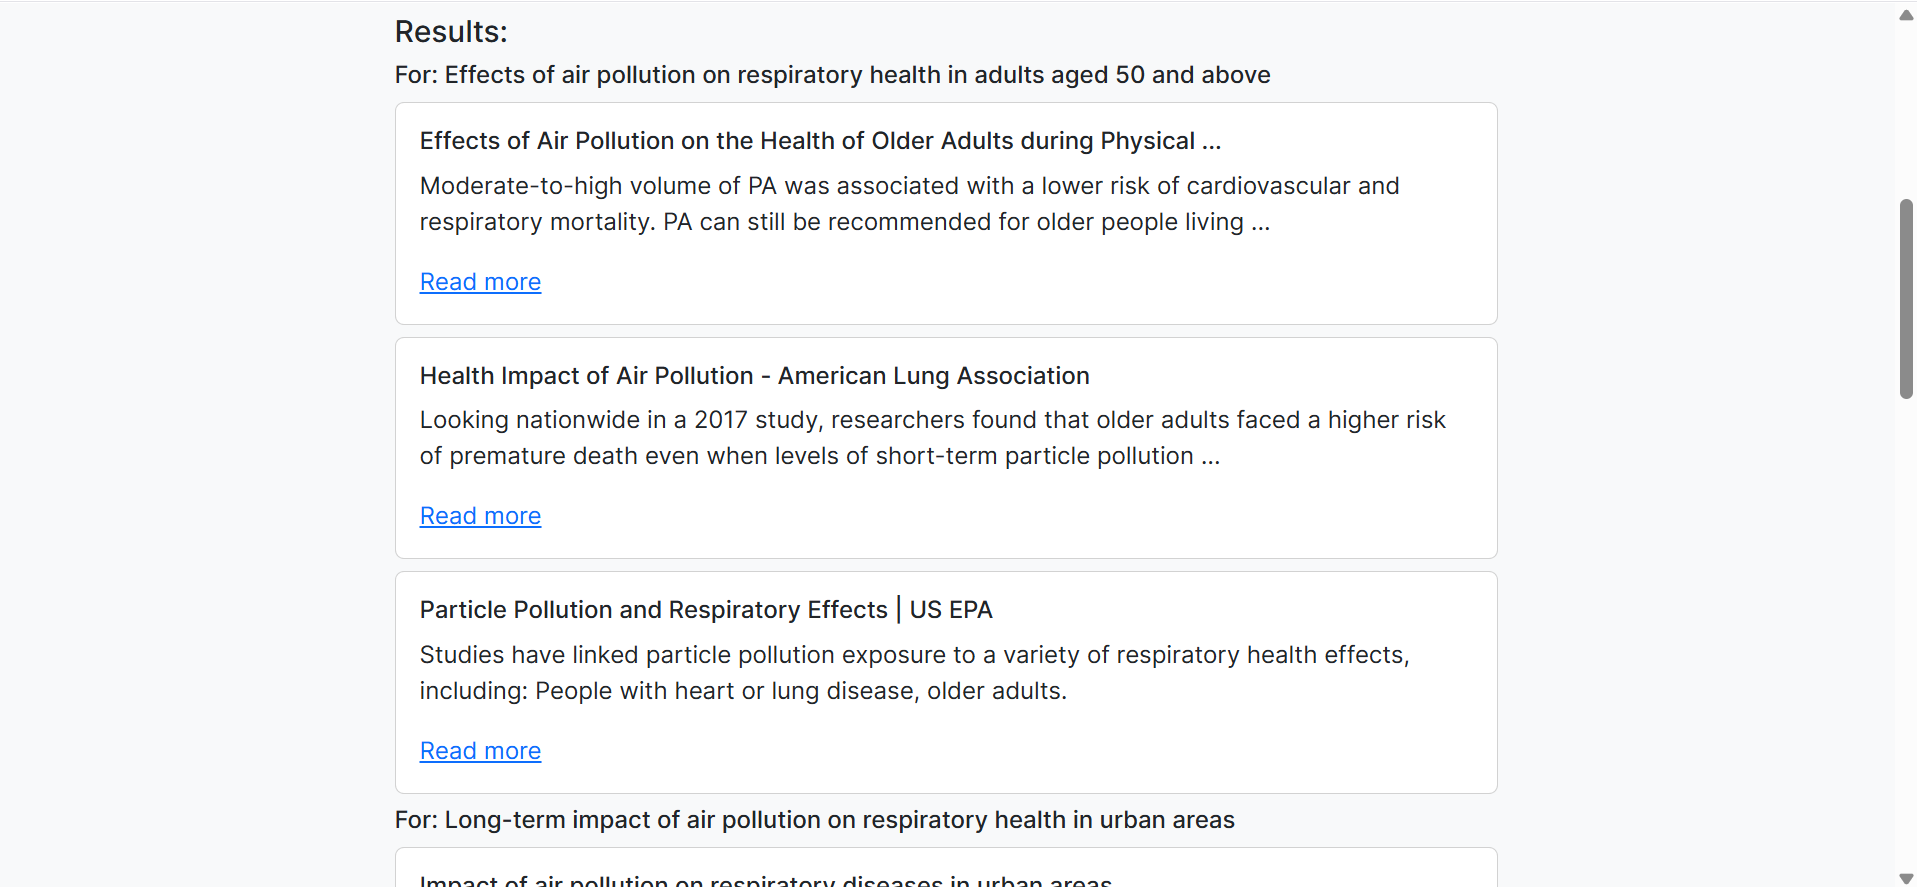 Results:
For: Effects of air pollution on respiratory health in adults aged 50 and above
Effects of Air Pollution on the Health of Older Adults during Physical ...
Moderate-to-high volume of PA was associated with a lower risk of cardiovascular and
respiratory mortality. PA can still be recommended for older people living ...
Read more
Health Impact of Air Pollution - American Lung Association
Looking nationwide in a 2017 study, researchers found that older adults faced a higher risk
of premature death even when levels of short-term particle pollution ...
Read more
Particle Pollution and Respiratory Effects | US EPA
Studies have linked particle pollution exposure to a variety of respiratory health effects,
including: People with heart or lung disease, older adults.
Read more
For: Long-term impact of air pollution on respiratory health in urban areas
Impact of air pollution on respiratory diseases in urban areas